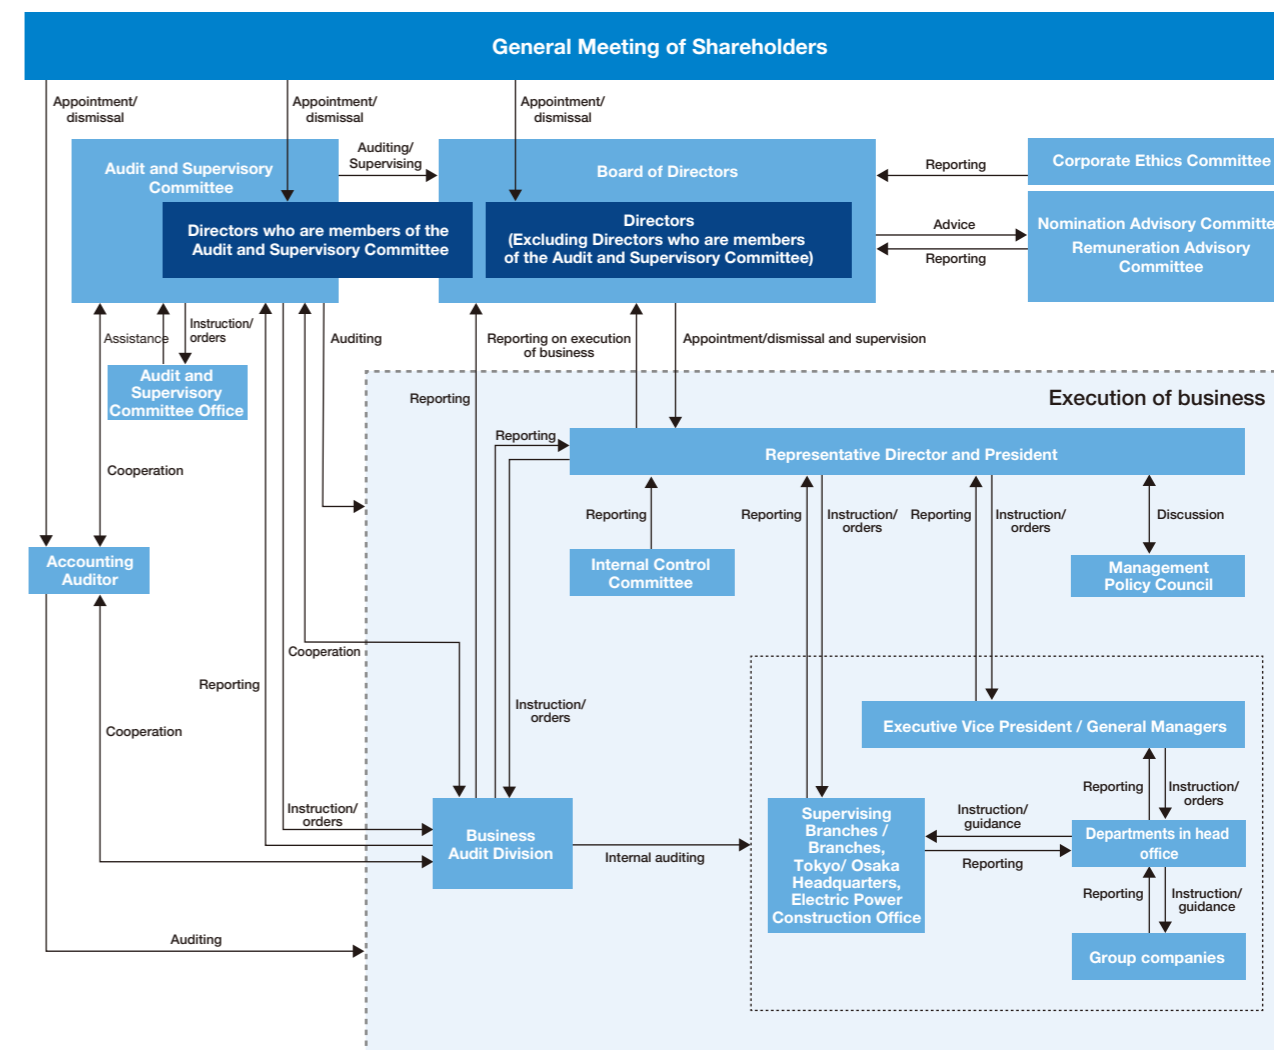 General Meeting of Shareholders
Appointment/
dismissal
Appointment/
dismissal
Appointment/
dismissal
Audit and Supervisory
Committee
Auditing/
Supervising
Board of Directors
Reporting
Corporate Ethics Committee
Directors who are members of the
Audit and Supervisory Committee
Directors
(Excluding Directors who are members
of the Audit and Supervisory Committee)
Advice
Reporting
Nomination Advisory Committe
Remuneration Advisory
Committee
Assistance
Instruction/
orders
Auditing
Reporting on execution
of business
Appointment/dismissal and supervision
Audit and
Supervisory
Committee Office
Reporting
Execution of business
Reporting
Representative Director and President
Cooperation
Reporting
Reporting
Instruction/
orders
Reporting
Instruction/
orders
Discussion
Accounting
Auditor
Internal Control
Committee
Management
Policy Council
Cooperation
Reporting
Instruction/
orders
Cooperation
Executive Vice President / General Managers
Reporting
Instruction/
orders
Instruction/
orders
Business
Audit Division
Internal auditing
Supervising
Branches /
Branches,
Tokyo/ Osaka
Headquarters,
Electric Power
Construction Office
Instruction/
guidance
Reporting
Departments in head
office
Reporting
Instruction/
guidance
Auditing
Group companies